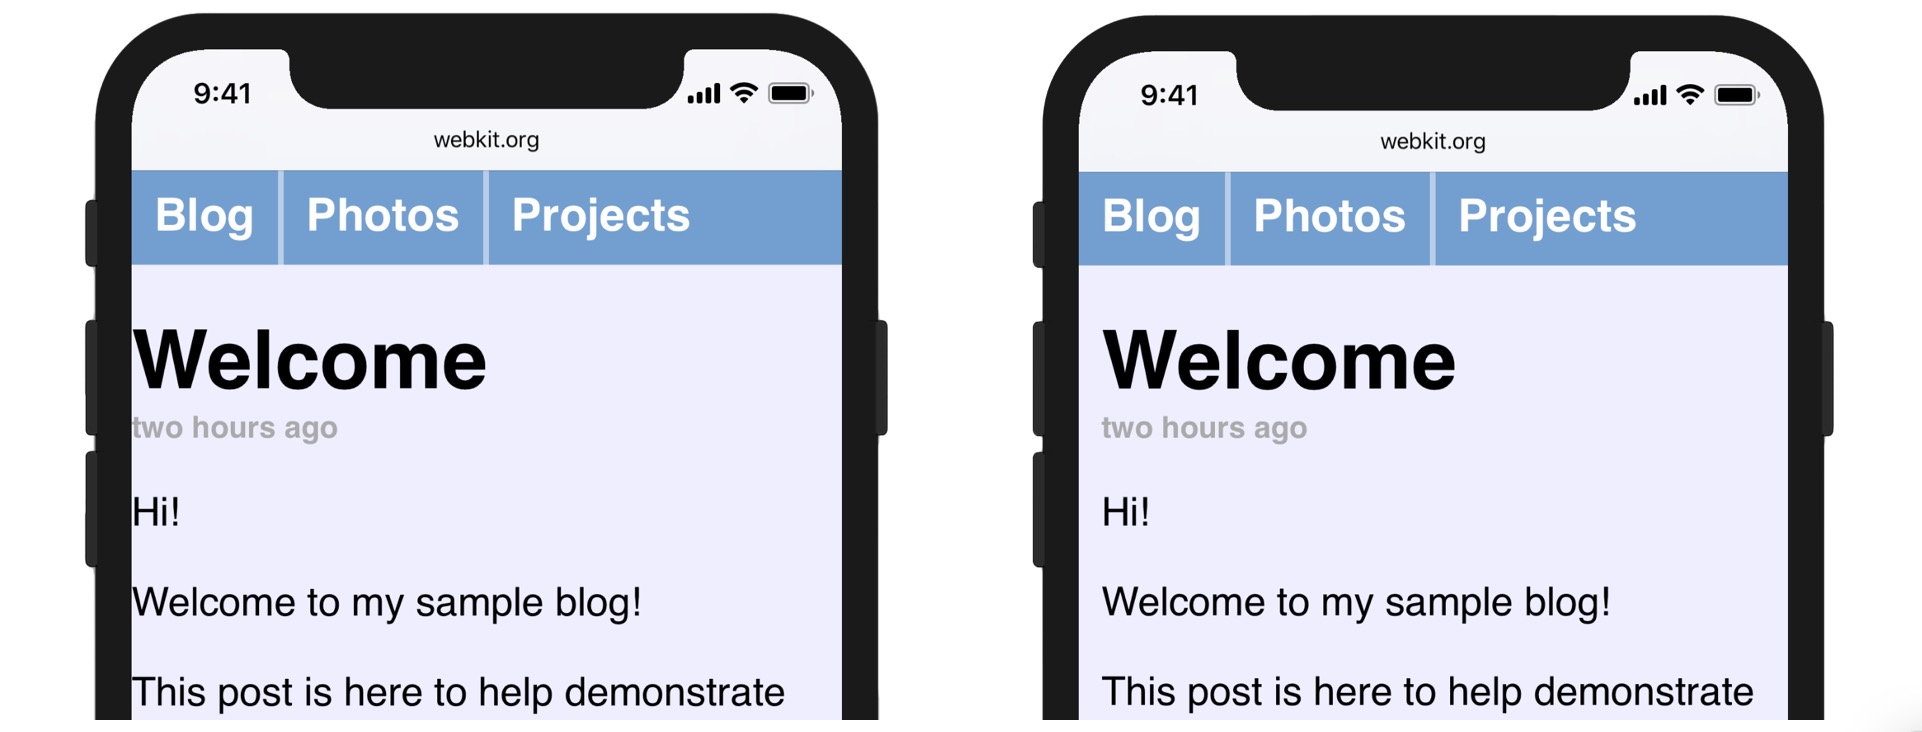 9:41
webkit.org
Blog Photos Projects
Welcome
two hours ago
Hi!
Welcome to my sample blog!
This post is here to help demonstrate
9:41
webkit.org
Blog Photos Projects
Welcome
two hours ago
Hi!
Welcome to my sample blog!
This post is here to help demonstrate